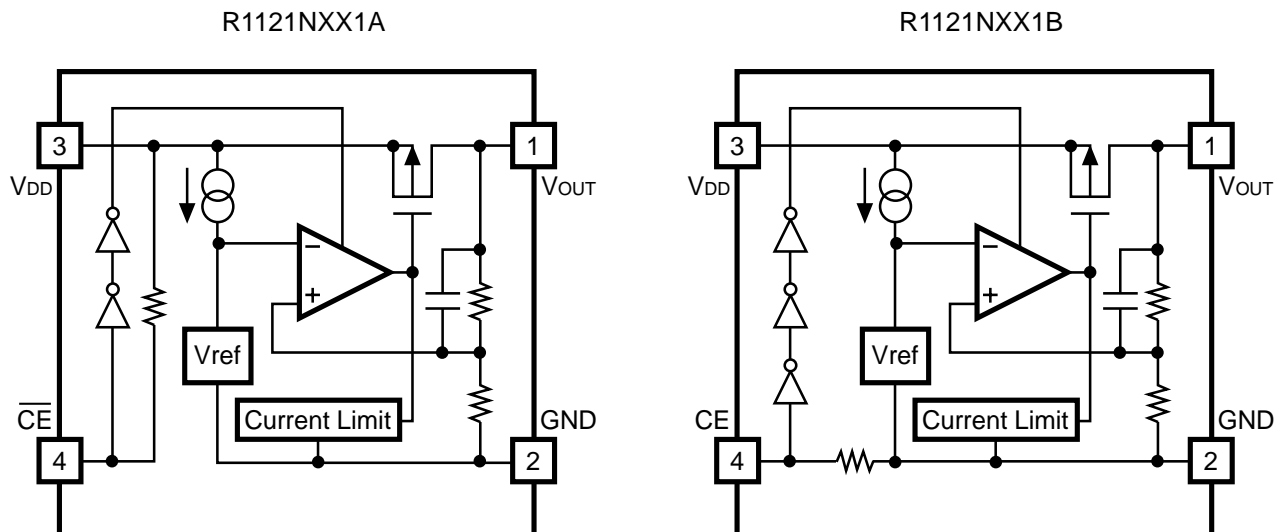 R1121NXX1A
3
VDD
1
VOUT
−
+
Vref
Current Limit
C̅E̅
4
GND
2
R1121NXX1B
3
VDD
1
VOUT
−
+
Vref
Current Limit
CE
4
GND
2